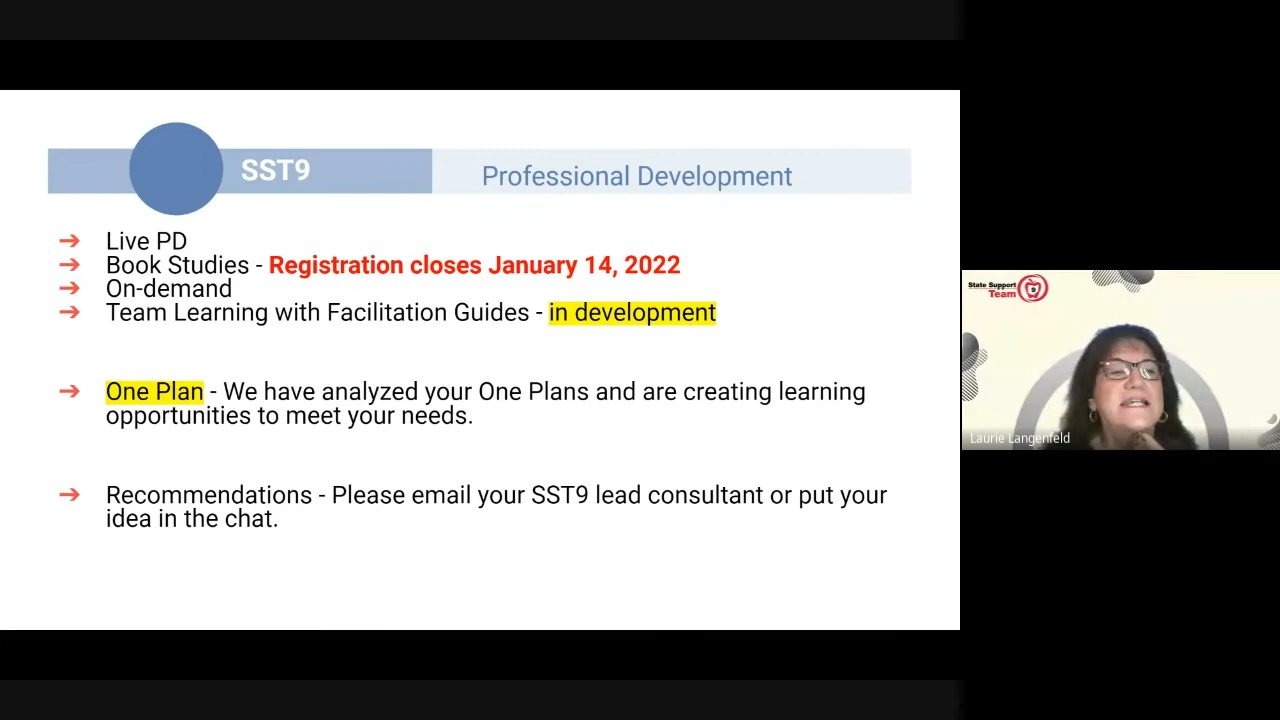 SST9
Professional Development
➔ Live PD
➔ Book Studies - Registration closes January 14, 2022
➔ On-demand
➔ Team Learning with Facilitation Guides - in development
➔ One Plan - We have analyzed your One Plans and are creating learning
opportunities to meet your needs.
➔ Recommendations - Please email your SST9 lead consultant or put your
idea in the chat.
State Support
Team 9
Laurie Langenfeld